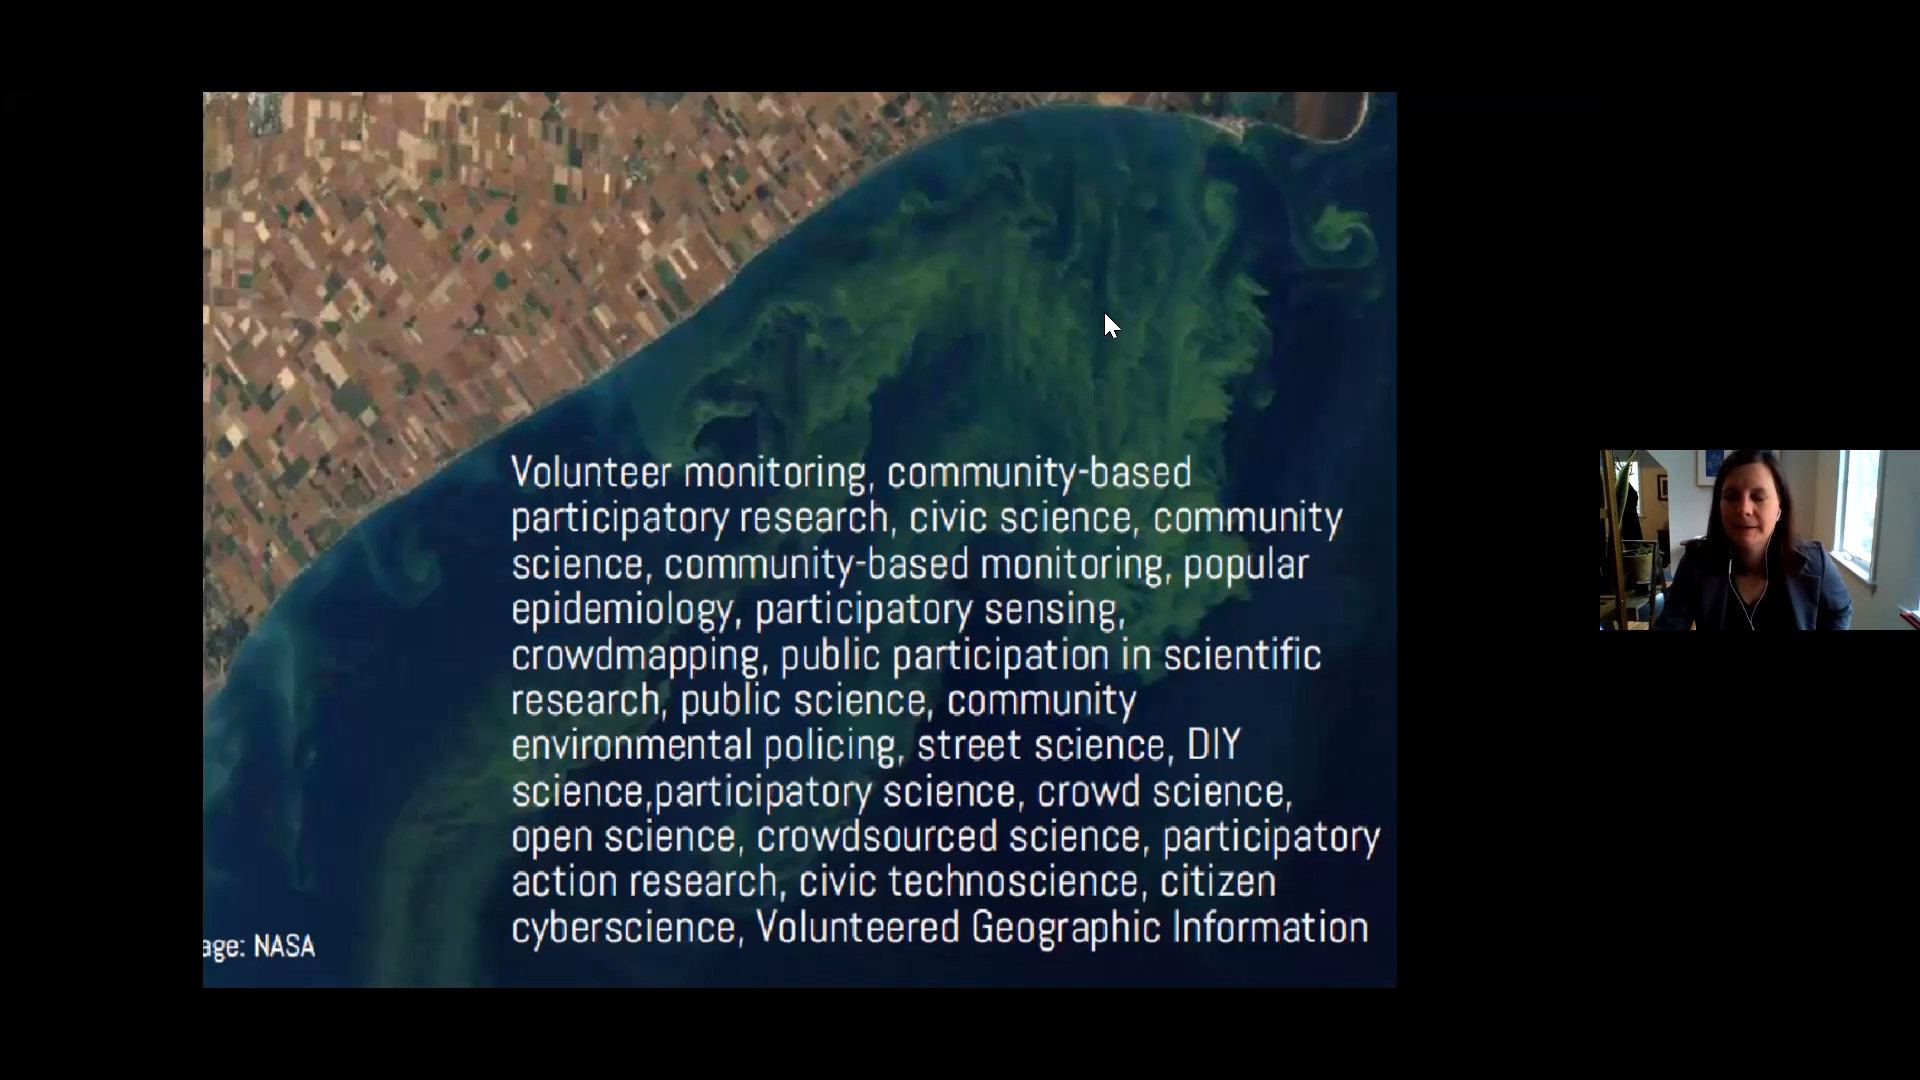 Volunteer monitoring, community-based
participatory research, civic science, community
science, community-based monitoring, popular
epidemiology, participatory sensing,
crowdmapping, public participation in scientific
research, public science, community
environmental policing, street science, DIY
science,participatory science, crowd science,
open science, crowdsourced science, participatory
action research, civic technoscience, citizen
cyberscience, Volunteered Geographic Information
age: NASA